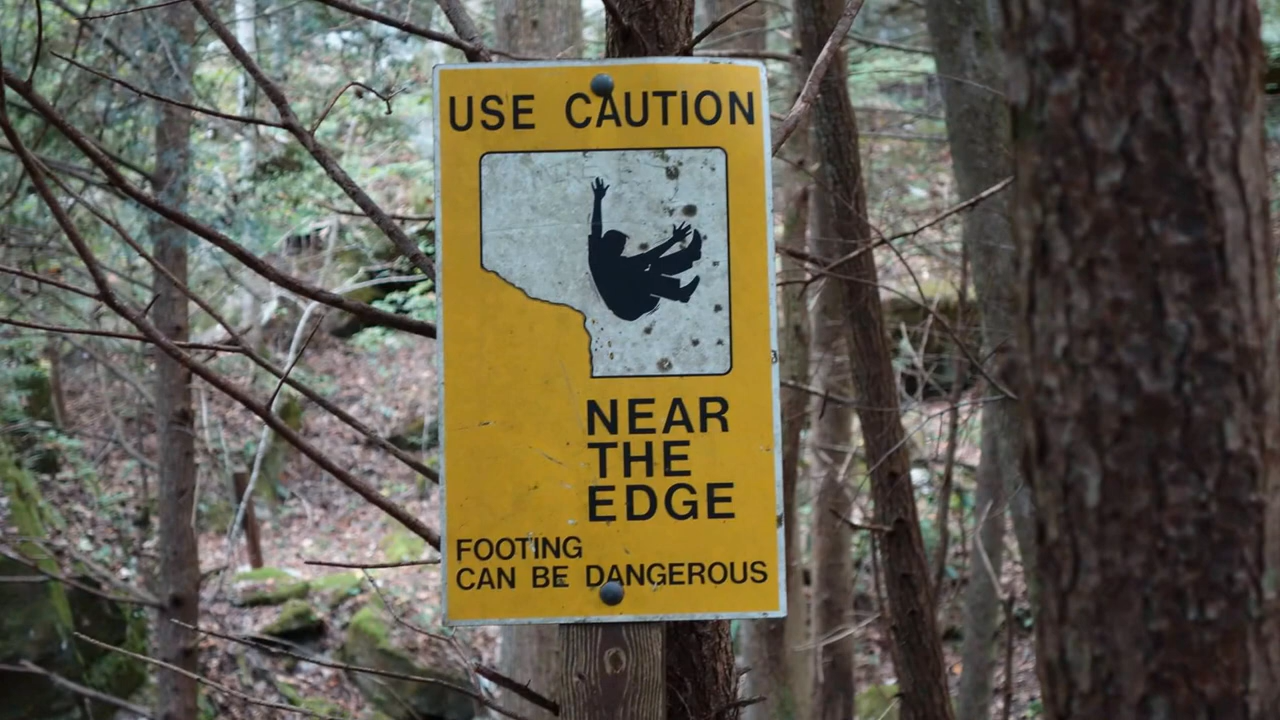 USE CAUTION
NEAR
THE
EDGE
FOOTING
CAN BE DANGEROUS